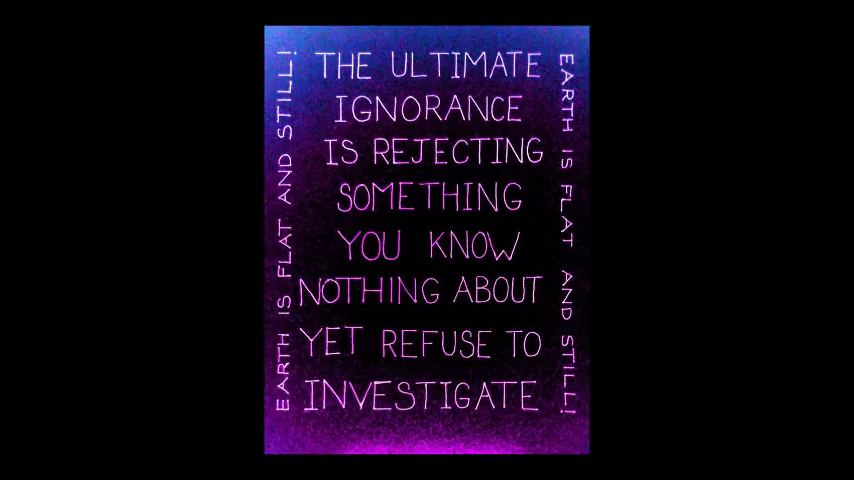 THE ULTIMATE
IGNORANCE
IS REJECTING
SOMETHING
YOU KNOW
NOTHING ABOUT
YET REFUSE TO
INVESTIGATE
EARTH IS FLAT AND STILL!
EARTH IS FLAT AND STILL!